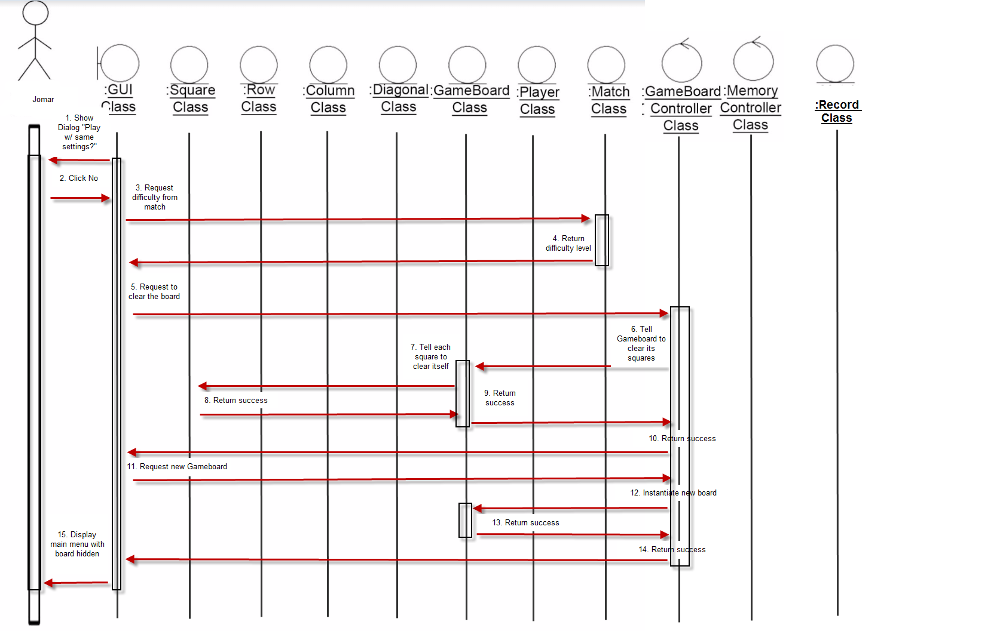 Jomar
:GUI
Class
:Square
Class
:Row
Class
:Column
Class
:Diagonal
Class
:GameBoard
Class
:Player
Class
:Match
Class
:GameBoard
Controller
Class
:Memory
Controller
Class
:Record
Class
1. Show
Dialog "Play
w/ same
settings?"
2. Click No
3. Request
difficulty from
match
4. Return
difficulty level
5. Request to
clear the board
6. Tell
Gameboard to
clear its
squares
7. Tell each
square to
clear itself
8. Return success
9. Return
success
10. Return success
11. Request new Gameboard
12. Instantiate new board
13. Return success
14. Return success
15. Display
main menu with
board hidden